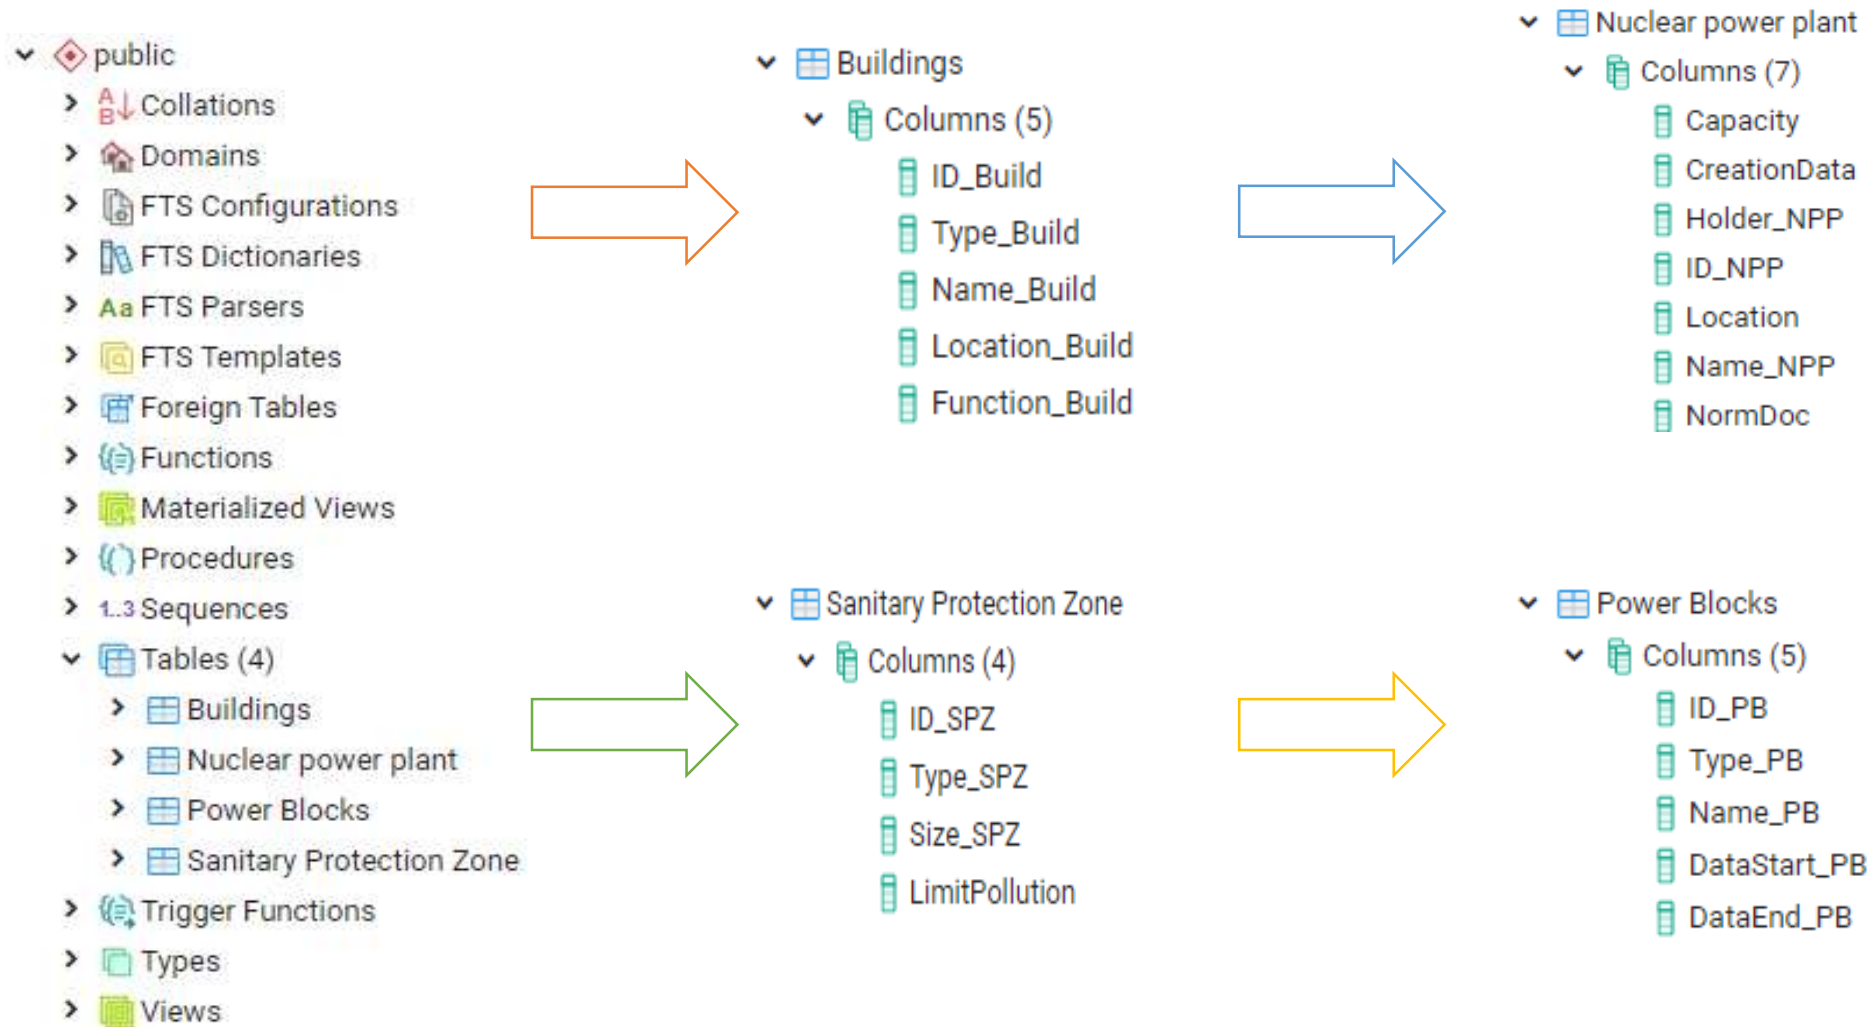 public
Collations
Domains
FTS Configurations
FTS Dictionaries
Aa FTS Parsers
FTS Templates
Foreign Tables
Functions
Materialized Views
Procedures
1..3 Sequences
Tables (4)
Buildings
Nuclear power plant
Power Blocks
Sanitary Protection Zone
Trigger Functions
Types
Views
Buildings
Columns (5)
ID_Build
Type_Build
Name_Build
Location_Build
Function_Build
Nuclear power plant
Columns (7)
Capacity
CreationData
Holder_NPP
ID_NPP
Location
Name_NPP
NormDoc
Sanitary Protection Zone
Columns (4)
ID_SPZ
Type_SPZ
Size_SPZ
LimitPollution
Power Blocks
Columns (5)
ID_PB
Type_PB
Name_PB
DataStart_PB
DataEnd_PB